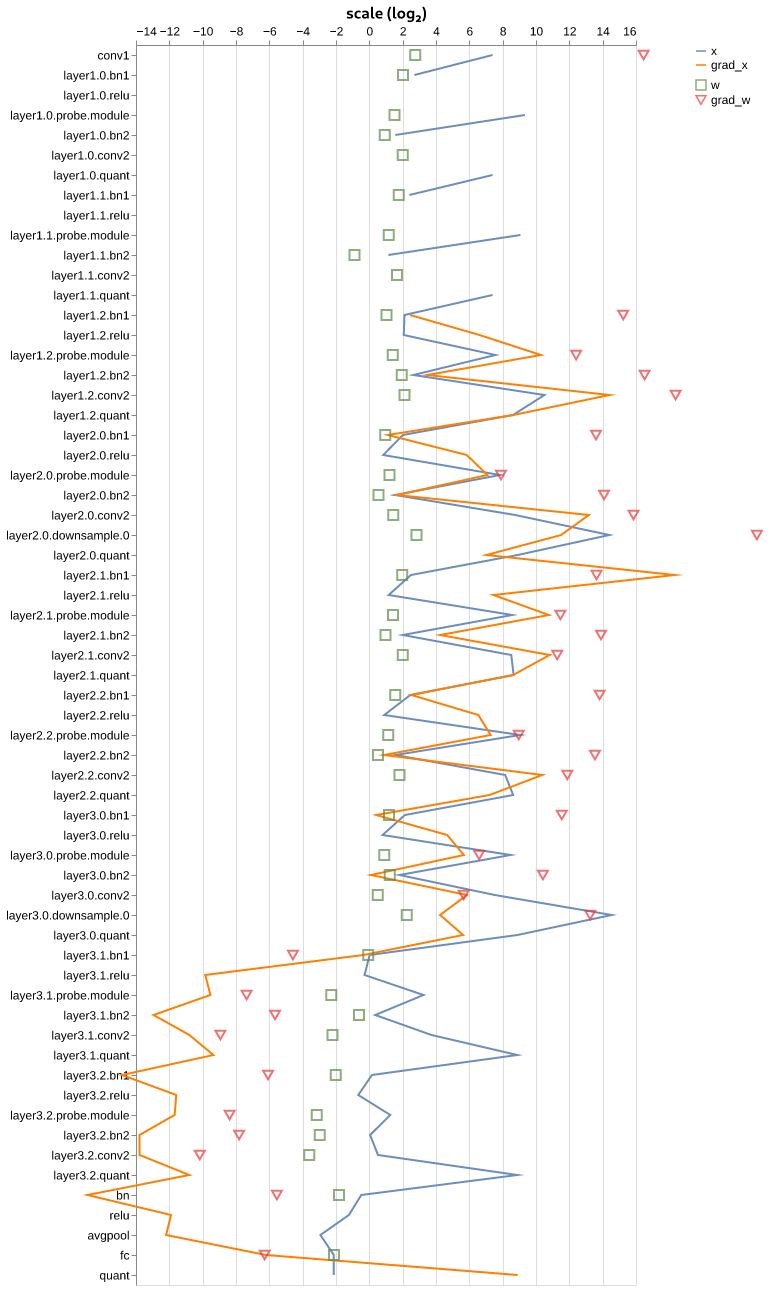 scale (log₂)
−14 −12 −10 −8 −6 −4 −2 0 2 4 6 8 10 12 14 16
x
grad_x
w
grad_w
conv1
layer1.0.bn1
layer1.0.relu
layer1.0.probe.module
layer1.0.bn2
layer1.0.conv2
layer1.0.quant
layer1.1.bn1
layer1.1.relu
layer1.1.probe.module
layer1.1.bn2
layer1.1.conv2
layer1.1.quant
layer1.2.bn1
layer1.2.relu
layer1.2.probe.module
layer1.2.bn2
layer1.2.conv2
layer1.2.quant
layer2.0.bn1
layer2.0.relu
layer2.0.probe.module
layer2.0.bn2
layer2.0.conv2
layer2.0.downsample.0
layer2.0.quant
layer2.1.bn1
layer2.1.relu
layer2.1.probe.module
layer2.1.bn2
layer2.1.conv2
layer2.1.quant
layer2.2.bn1
layer2.2.relu
layer2.2.probe.module
layer2.2.bn2
layer2.2.conv2
layer2.2.quant
layer3.0.bn1
layer3.0.relu
layer3.0.probe.module
layer3.0.bn2
layer3.0.conv2
layer3.0.downsample.0
layer3.0.quant
layer3.1.bn1
layer3.1.relu
layer3.1.probe.module
layer3.1.bn2
layer3.1.conv2
layer3.1.quant
layer3.2.bn1
layer3.2.relu
layer3.2.probe.module
layer3.2.bn2
layer3.2.conv2
layer3.2.quant
bn
relu
avgpool
fc
quant